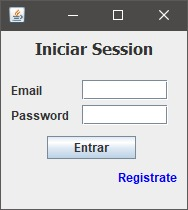 Iniciar Session
Email
Password
Entrar
Registrate